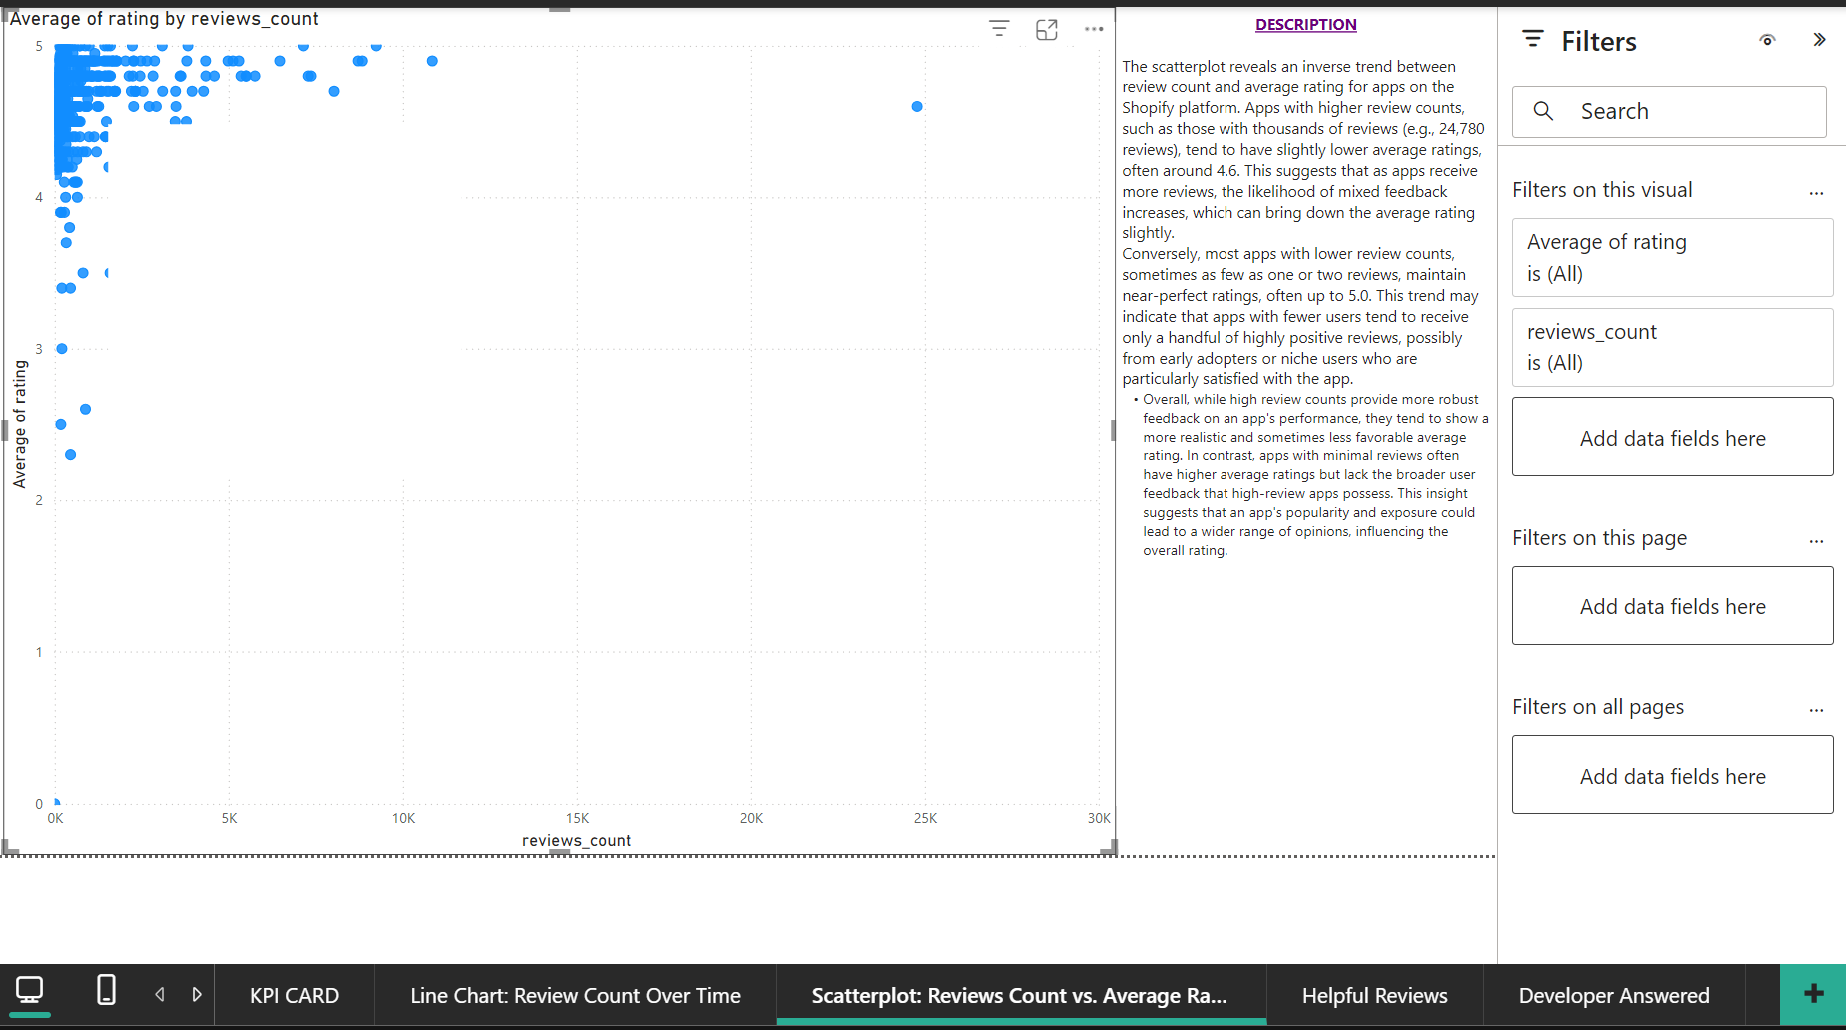 Average of rating by reviews_count
5
4
3
2
1
0
Average of rating
0K
5K
10K
15K
20K
25K
30K
reviews_count
DESCRIPTION
The scatterplot reveals an inverse trend between
review count and average rating for apps on the
Shopify platform. Apps with higher review counts,
such as those with thousands of reviews (e.g., 24,780
reviews), tend to have slightly lower average ratings,
often around 4.6. This suggests that as apps receive
more reviews, the likelihood of mixed feedback
increases, which can bring down the average rating
slightly.
Conversely, most apps with lower review counts,
sometimes as few as one or two reviews, maintain
near-perfect ratings, often up to 5.0. This trend may
indicate that apps with fewer users tend to receive
only a handful of highly positive reviews, possibly
from early adopters or niche users who are
particularly satisfied with the app.
• Overall, while high review counts provide more robust
feedback on an app's performance, they tend to show a
more realistic and sometimes less favorable average
rating. In contrast, apps with minimal reviews often
have higher average ratings but lack the broader user
feedback that high-review apps possess. This insight
suggests that an app's popularity and exposure could
lead to a wider range of opinions, influencing the
overall rating.
Filters
Search
Filters on this visual
...
Average of rating
is (All)
reviews_count
is (All)
Add data fields here
Filters on this page
...
Add data fields here
Filters on all pages
...
Add data fields here
KPI CARD
Line Chart: Review Count Over Time
Scatterplot: Reviews Count vs. Average Ra...
Helpful Reviews
Developer Answered